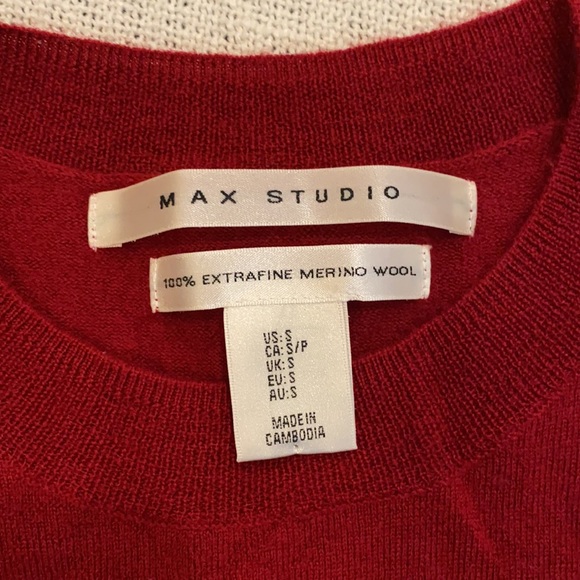 MAX STUDIO
100% EXTRAFINE MERINO WOOL
US: S
CA: S/P
UK: S
EU: S
AU: S
MADE IN
CAMBODIA